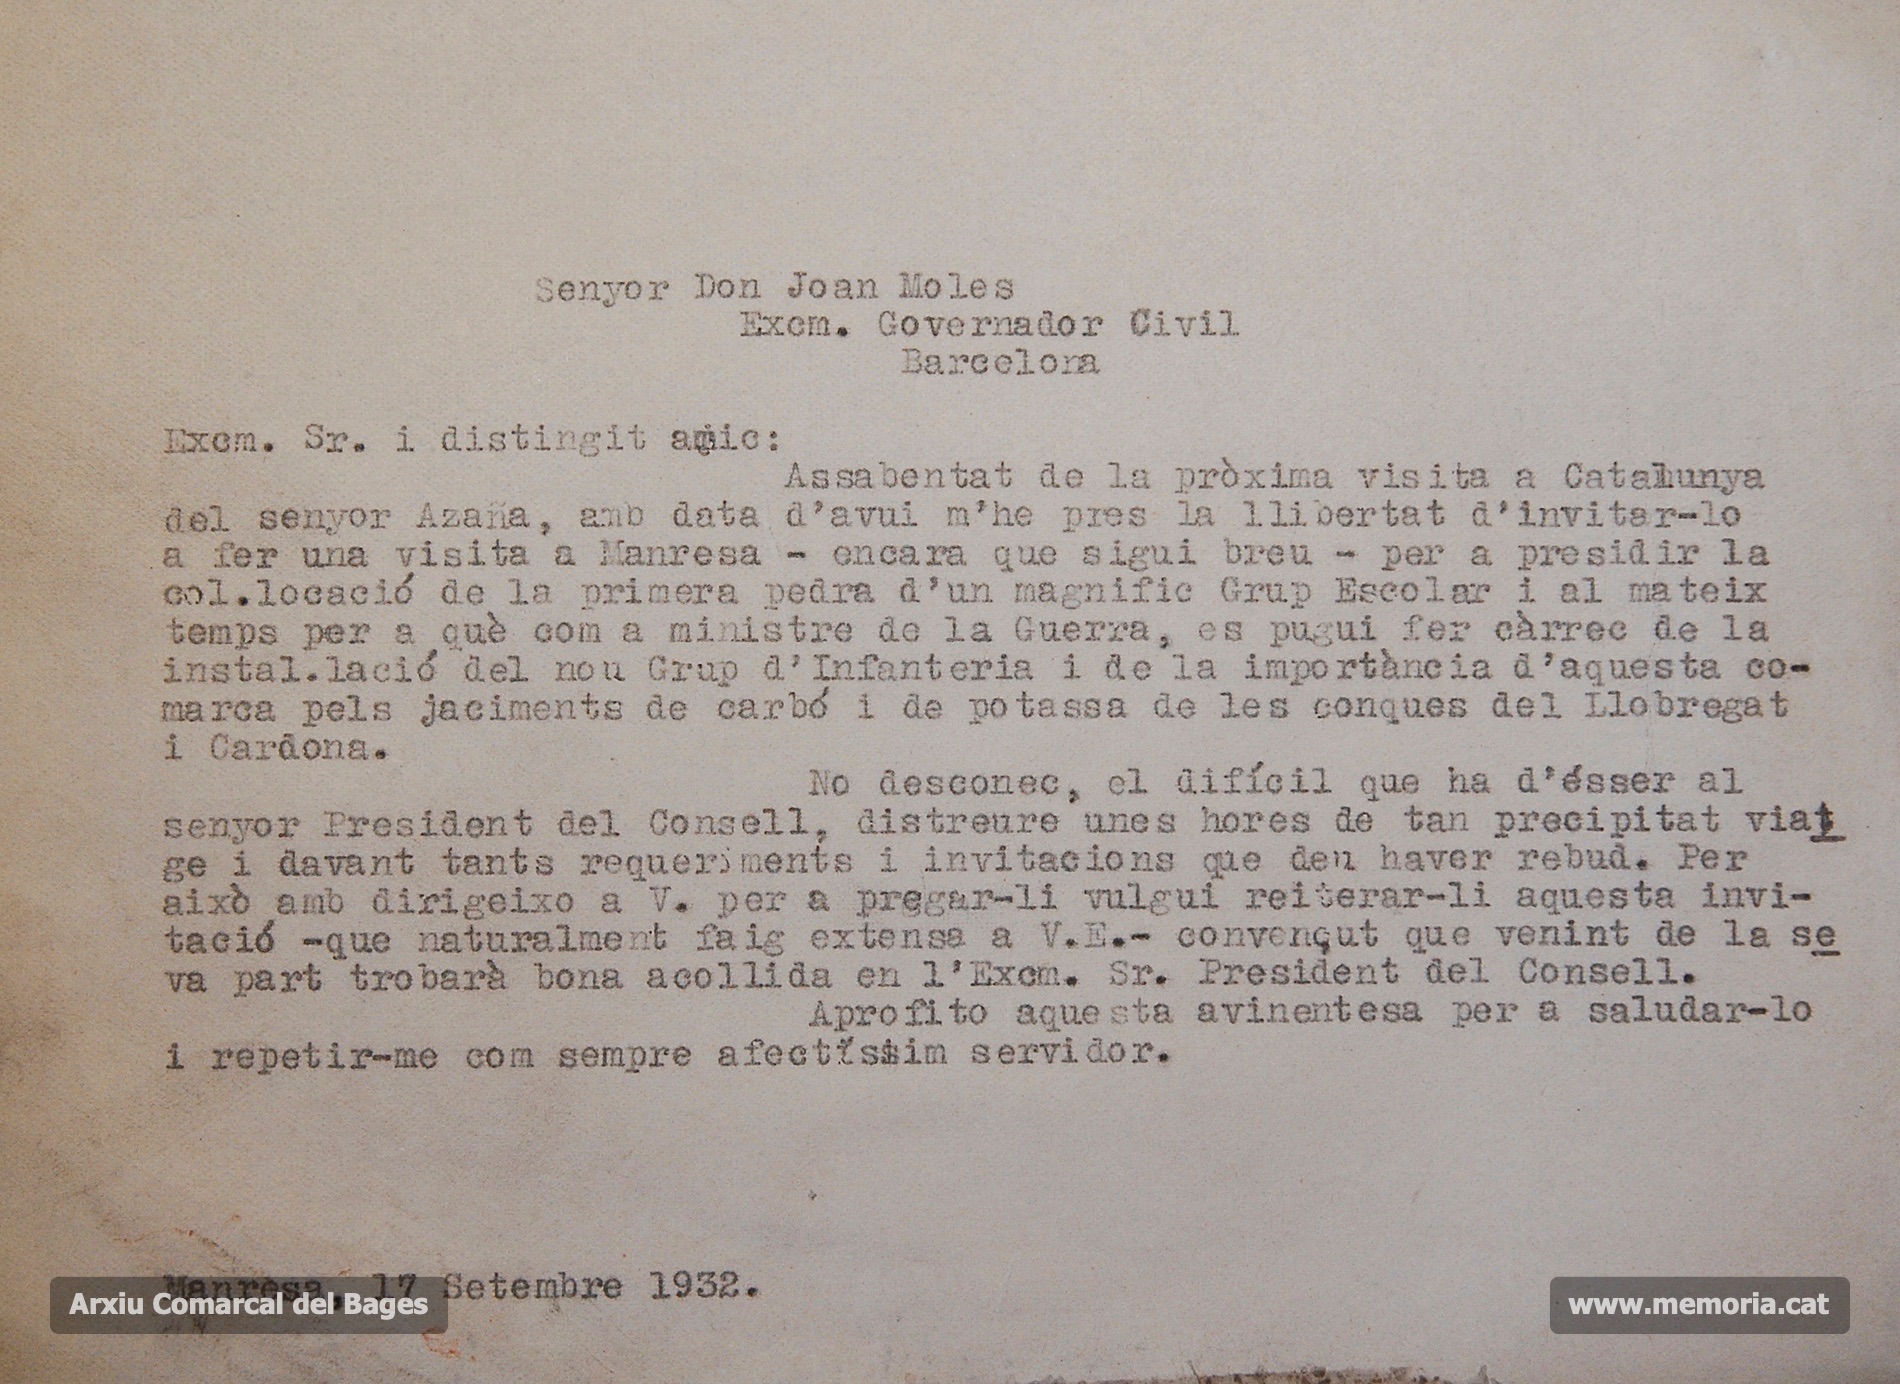 Senyor Don Joan Moles
Excm. Governador Civil
Barcelona
Excm. Sr. i distingit amic:
Assabentat de la pròxima visita a Catalunya
del senyor Azaña, amb data d'avui m'he pres la llibertat d'invitar-lo
a fer una visita a Manresa - encara que sigui breu - per a presidir la
col.locació de la primera pedra d'un magnific Grup Escolar i al mateix
temps per a què com a ministre de la Guerra, es pugui fer càrrec de la
instal.lació del nou Grup d'Infanteria i de la importància d'aquesta co-
marca pels jaciments de carbó i de potassa de les conques del Llobregat
i Cardona.
No desconec, el difícil que ha d'ésser al
senyor President del Consell, distreure unes hores de tan precipitat viat
ge i davant tants requeriments i invitacions que deu haver rebud. Per
això amb dirigeixo a V. per a pregar-li vulgui reiterar-li aquesta invi-
tació -que naturalment faig extensa a V.E.- convençut que venint de la se
va part trobarà bona acollida en l'Excm. Sr. President del Consell.
Aprofito aquesta avinentesa per a saludar-lo
i repetir-me com sempre afectíssim servidor.
Manresa, 17 Setembre 1932.
Arxiu Comarcal del Bages
www.memoria.cat